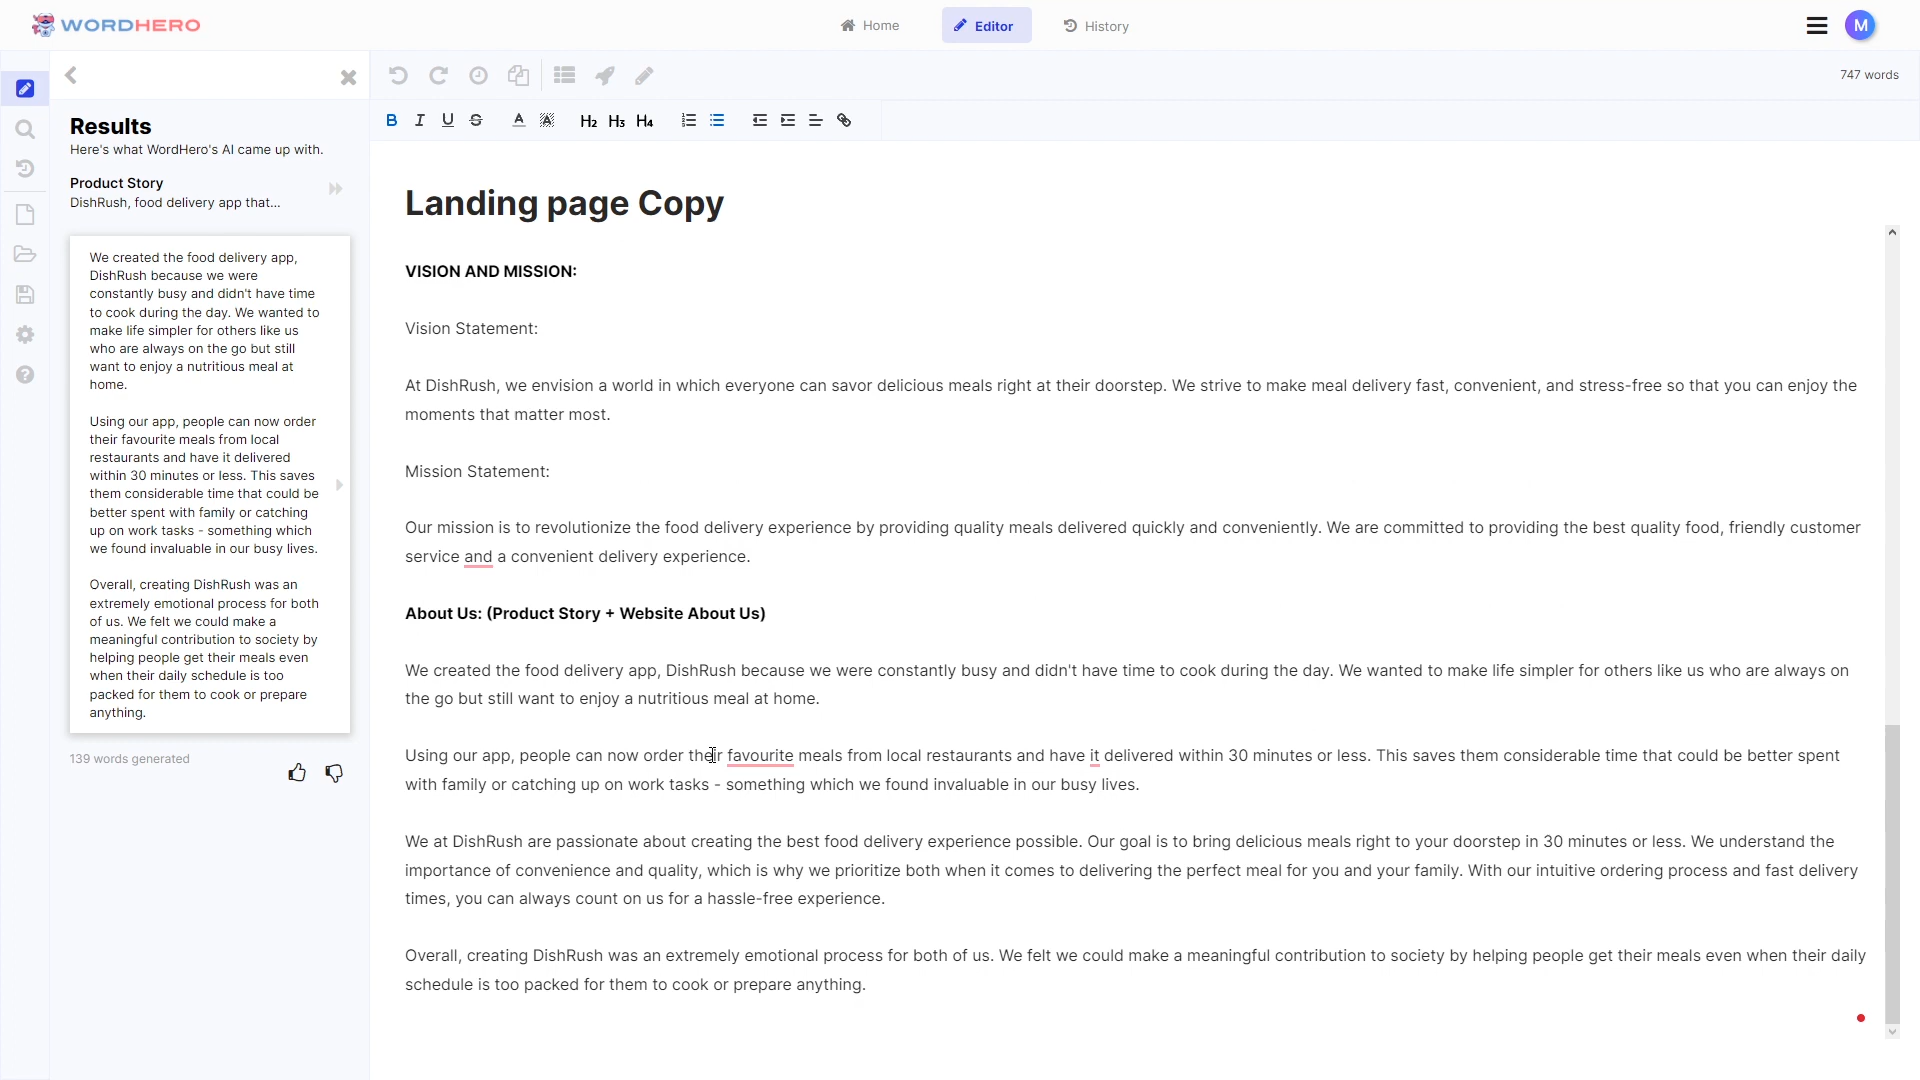 WORDHERO
Home
Editor
History
M
747 words
B I U S A A H2 H3 H4
Results
Here's what WordHero's AI came up with.
Product Story
DishRush, food delivery app that...
We created the food delivery app,
DishRush because we were
constantly busy and didn't have time
to cook during the day. We wanted to
make life simpler for others like us
who are always on the go but still
want to enjoy a nutritious meal at
home.
Using our app, people can now order
their favourite meals from local
restaurants and have it delivered
within 30 minutes or less. This saves
them considerable time that could be
better spent with family or catching
up on work tasks - something which
we found invaluable in our busy lives.
Overall, creating DishRush was an
extremely emotional process for both
of us. We felt we could make a
meaningful contribution to society by
helping people get their meals even
when their daily schedule is too
packed for them to cook or prepare
anything.
139 words generated
Landing page Copy
VISION AND MISSION:
Vision Statement:
At DishRush, we envision a world in which everyone can savor delicious meals right at their doorstep. We strive to make meal delivery fast, convenient, and stress-free so that you can enjoy the
moments that matter most.
Mission Statement:
Our mission is to revolutionize the food delivery experience by providing quality meals delivered quickly and conveniently. We are committed to providing the best quality food, friendly customer
service and a convenient delivery experience.
About Us: (Product Story + Website About Us)
We created the food delivery app, DishRush because we were constantly busy and didn't have time to cook during the day. We wanted to make life simpler for others like us who are always on
the go but still want to enjoy a nutritious meal at home.
Using our app, people can now order their favourite meals from local restaurants and have it delivered within 30 minutes or less. This saves them considerable time that could be better spent
with family or catching up on work tasks - something which we found invaluable in our busy lives.
We at DishRush are passionate about creating the best food delivery experience possible. Our goal is to bring delicious meals right to your doorstep in 30 minutes or less. We understand the
importance of convenience and quality, which is why we prioritize both when it comes to delivering the perfect meal for you and your family. With our intuitive ordering process and fast delivery
times, you can always count on us for a hassle-free experience.
Overall, creating DishRush was an extremely emotional process for both of us. We felt we could make a meaningful contribution to society by helping people get their meals even when their daily
schedule is too packed for them to cook or prepare anything.